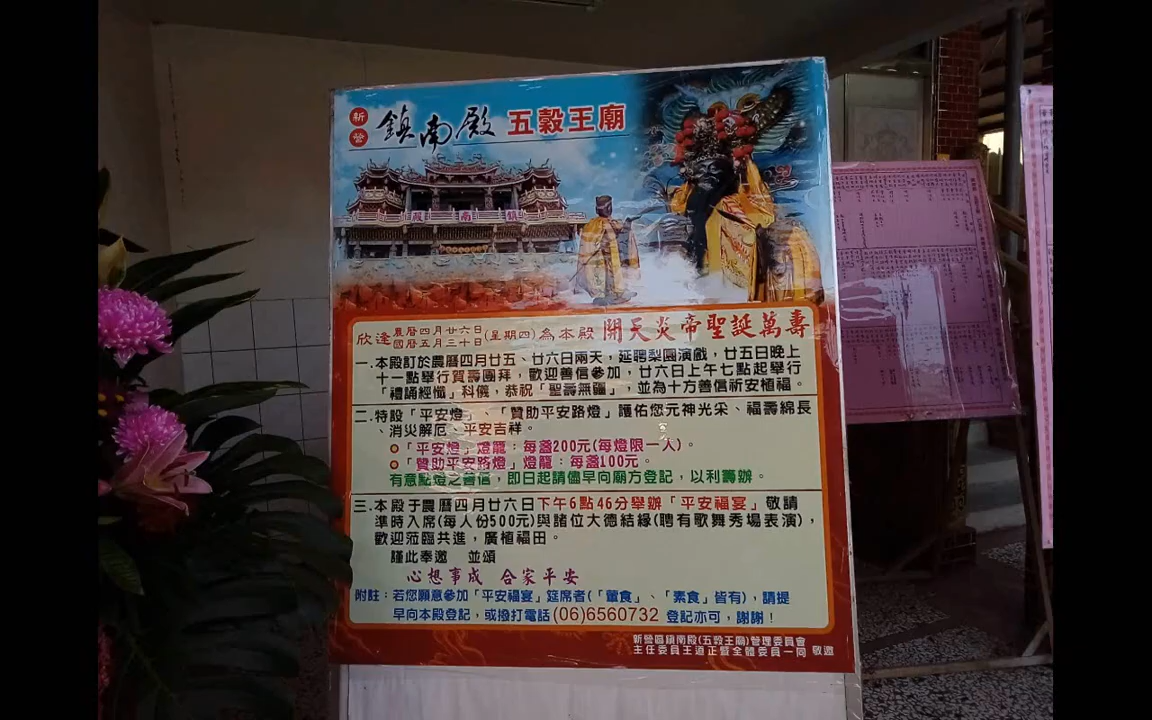 新營 鎮南殿 五穀王廟
鎮南殿
欣逢 農曆四月廿六日 國曆五月三十日 (星期四) 為本殿 開天炎帝聖誕萬壽
一.本殿訂於農曆四月廿五、廿六日兩天，延聘梨園演戲，廿五日晚上
十一點舉行賀壽團拜，歡迎善信參加，廿六日上午七點起舉行
「禮誦經懺」科儀，恭祝「聖壽無疆」，並為十方善信祈安植福。
二.特設「平安燈」、「贊助平安路燈」護佑您元神光采、福壽綿長
、消災解厄、平安吉祥。
「平安燈」燈籠：每盞200元(每燈限一人)。
「贊助平安路燈」燈籠：每盞100元。
有意點燈之善信，即日起請儘早向廟方登記，以利壽辦。
三.本殿于農曆四月廿六日下午6點46分舉辦「平安福宴」敬請
準時入席(每人份500元)與諸位大德結緣(聘有歌舞秀場表演)，
歡迎蒞臨共進，廣植福田。
謹此奉邀 並頌
心想事成 合家平安
附註：若您願意參加「平安福宴」筵席者(「葷食」、「素食」皆有)，請提
早向本殿登記，或撥打電話(06)6560732 登記亦可，謝謝！
新營區鎮南殿(五穀王廟)管理委員會
主任委員王道正暨全體委員一同 敬邀